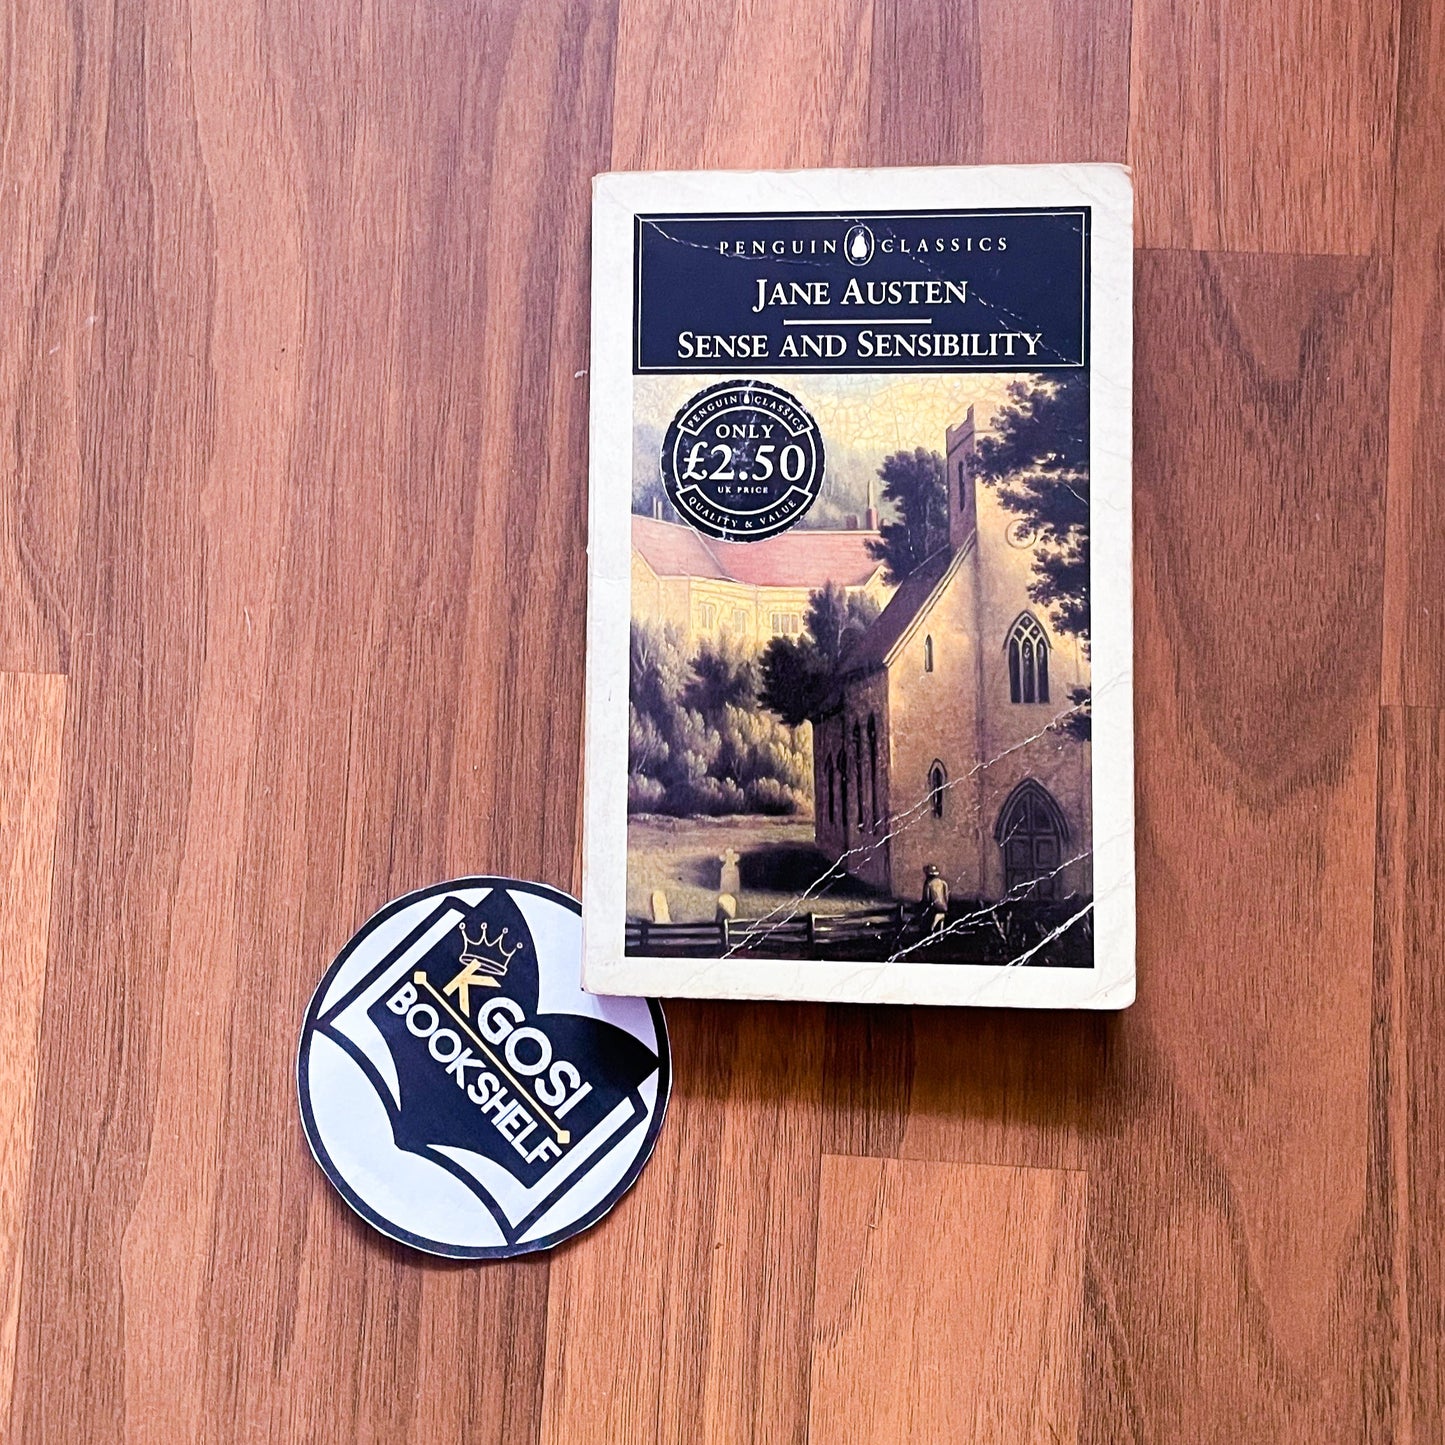 PENGUIN CLASSICS
JANE AUSTEN
SENSE AND SENSIBILITY
PENGUIN CLASSICS
ONLY
£2.50
UK PRICE
QUALITY & VALUE
KGOSI
BOOKSHELF